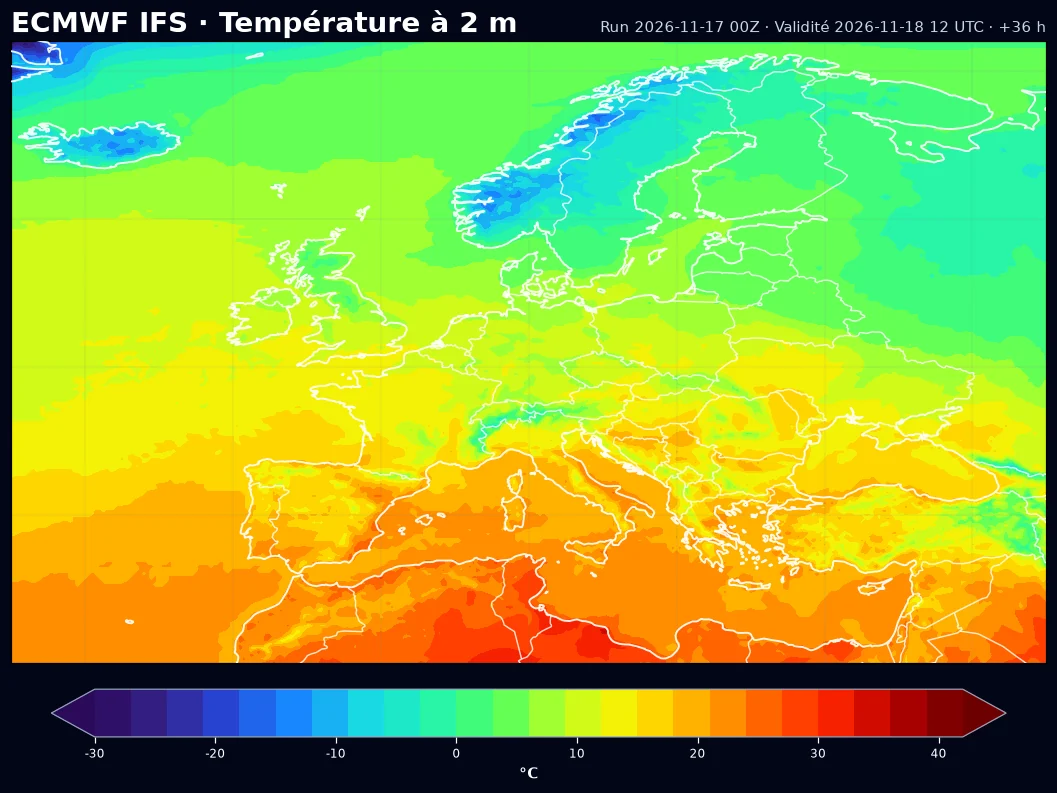 ECMWF IFS · Température à 2 m
Run 2026-11-17 00Z · Validité 2026-11-18 12 UTC · +36 h
-30 -20 -10 0 10 20 30 40
°C